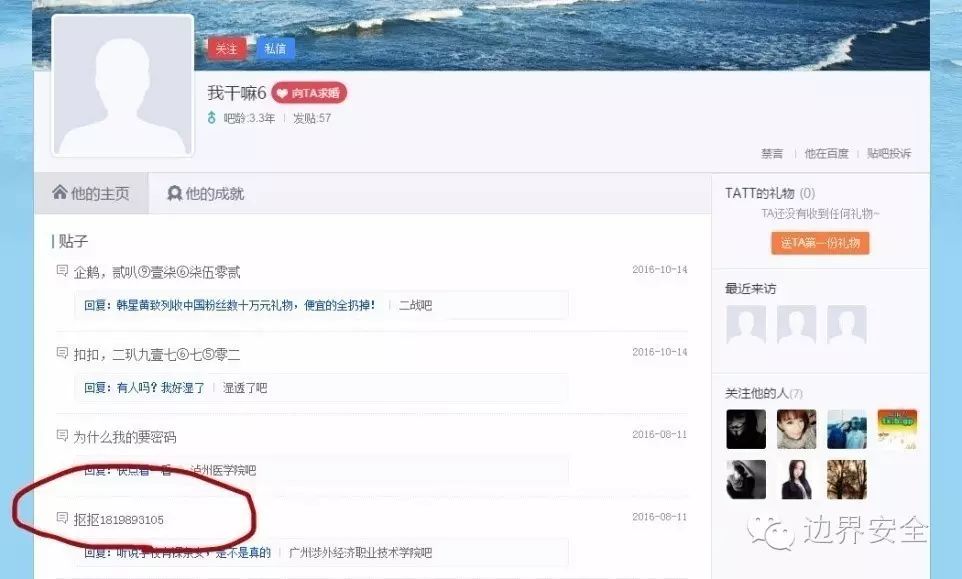 关注 私信
我干嘛6 向TA求婚
吧龄:3.3年 发贴:57
禁言 他在百度 贴吧投诉
他的主页 他的成就
贴子
企鹅，贰叭⑨壹柒⑥柒伍零贰 2016-10-14
回复：韩星黄致列收中国粉丝数十万元礼物，便宜的全扔掉！ 二战吧
扣扣，二玐九壹七⑥七⑤零二 2016-10-14
回复：有人吗？我好湿了 湿透了吧
为什么我的要密码 2016-08-11
回复：快点看一看 泸州医学院吧
抠抠1819893105 2016-08-11
回复：听说学校有 是不是真的 广州涉外经济职业技术学院吧
TATT的礼物 (0)
TA还没有收到任何礼物~
送TA第一份礼物
最近来访
关注他的人(7)
边界安全